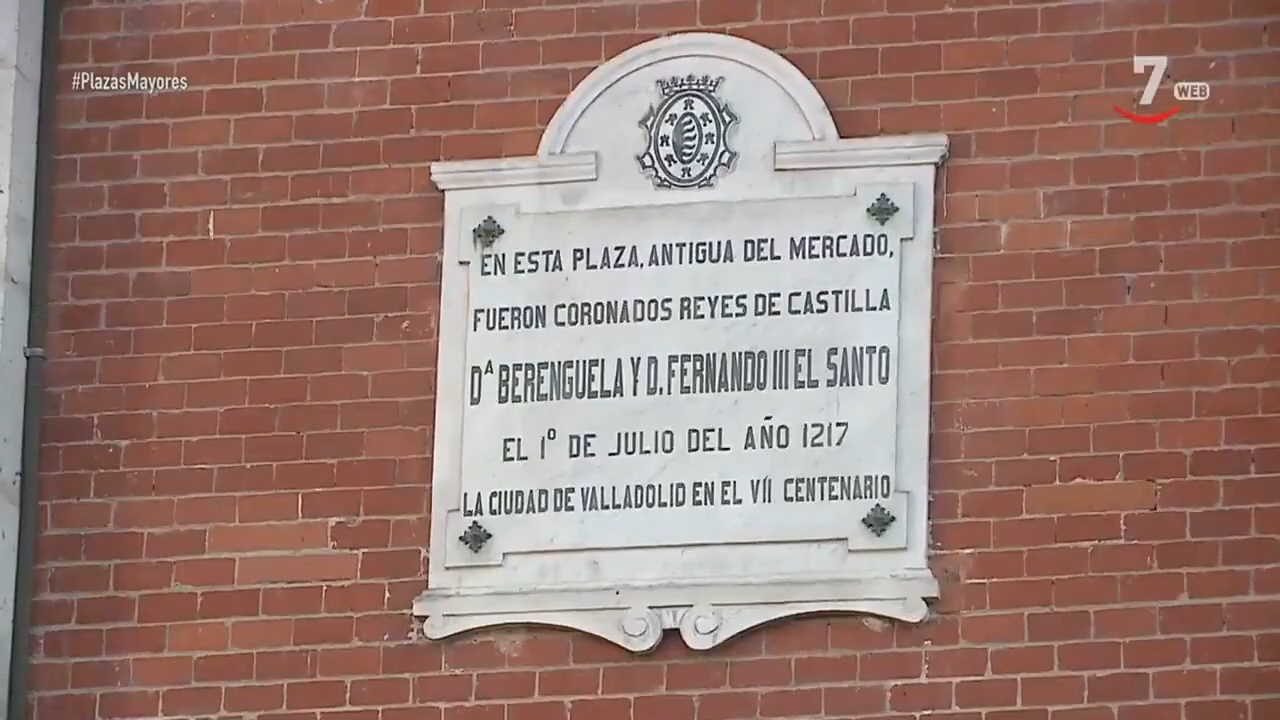 #PlazasMayores
7 WEB
EN ESTA PLAZA, ANTIGUA DEL MERCADO,
FUERON CORONADOS REYES DE CASTILLA
Dᴬ BERENGUELA Y D. FERNANDO III EL SANTO
EL 1º DE JULIO DEL AÑO 1217
LA CIUDAD DE VALLADOLID EN EL VII CENTENARIO